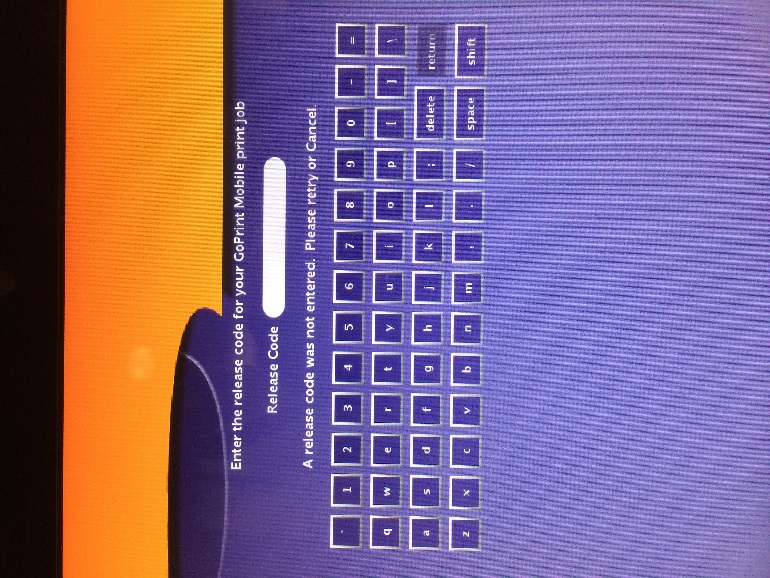 Enter the release code for your GoPrint Mobile print job
Release Code
A release code was not entered. Please retry or Cancel.
` 1 2 3 4 5 6 7 8 9 0 - =
q w e r t y u i o p [ ] \
a s d f g h j k l ; delete return
z x c v b n m , . / space shift